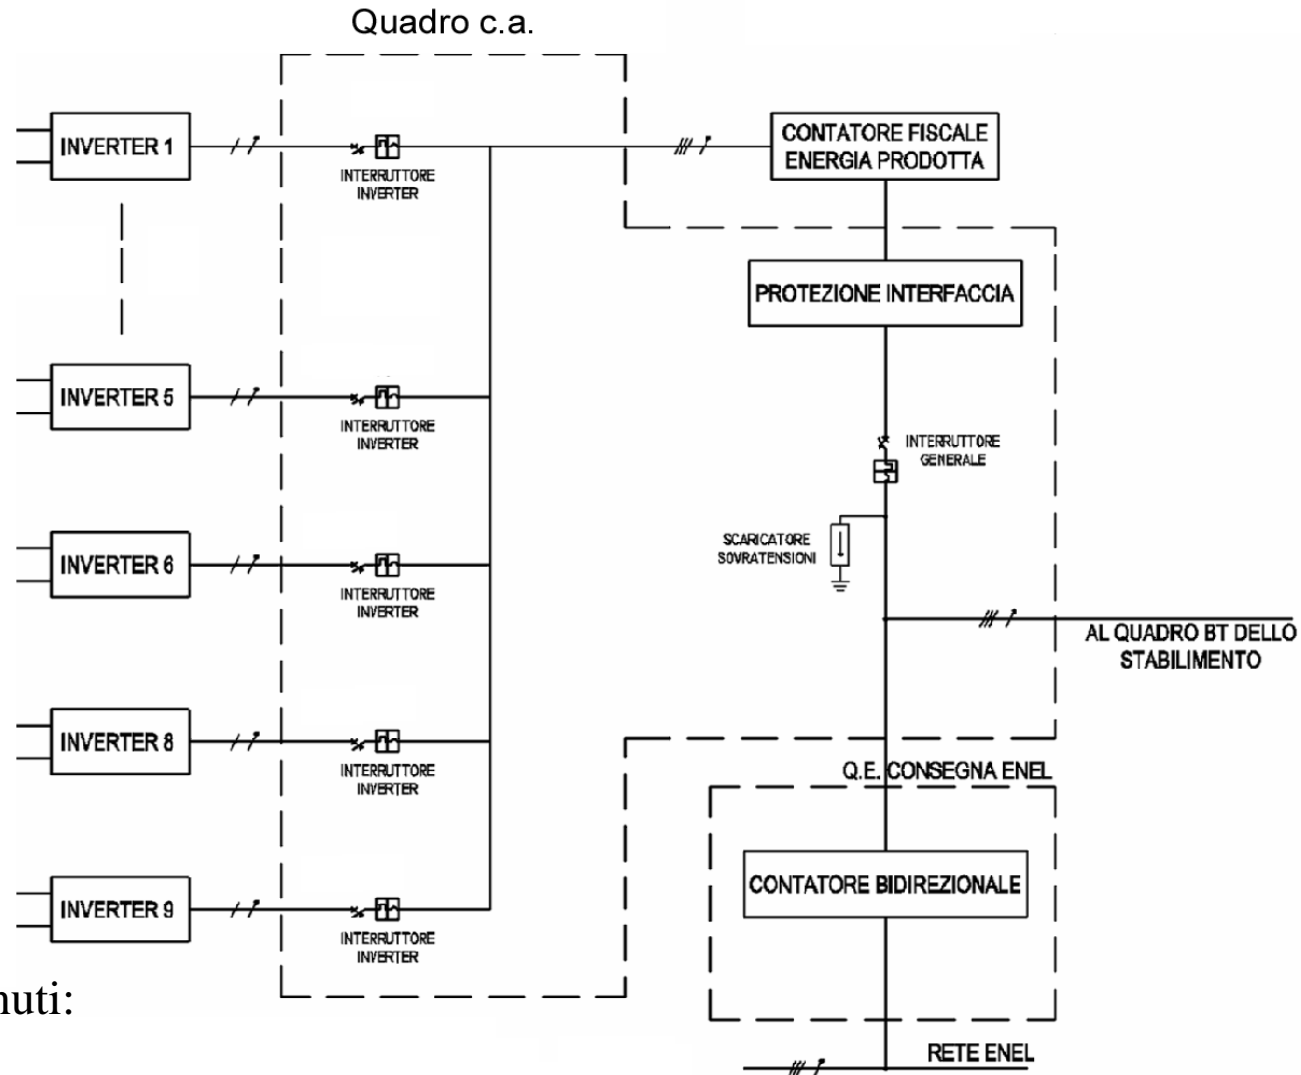 Quadro c.a.
INVERTER 1
INTERRUTTORE
INVERTER
CONTATORE FISCALE
ENERGIA PRODOTTA
PROTEZIONE INTERFACCIA
INVERTER 5
INTERRUTTORE
INVERTER
INTERRUTTORE
GENERALE
SCARICATORE
SOVRATENSIONI
INVERTER 6
INTERRUTTORE
INVERTER
AL QUADRO BT DELLO
STABILIMENTO
INVERTER 8
INTERRUTTORE
INVERTER
Q.E. CONSEGNA ENEL
CONTATORE BIDIREZIONALE
INVERTER 9
INTERRUTTORE
INVERTER
nuti:
RETE ENEL